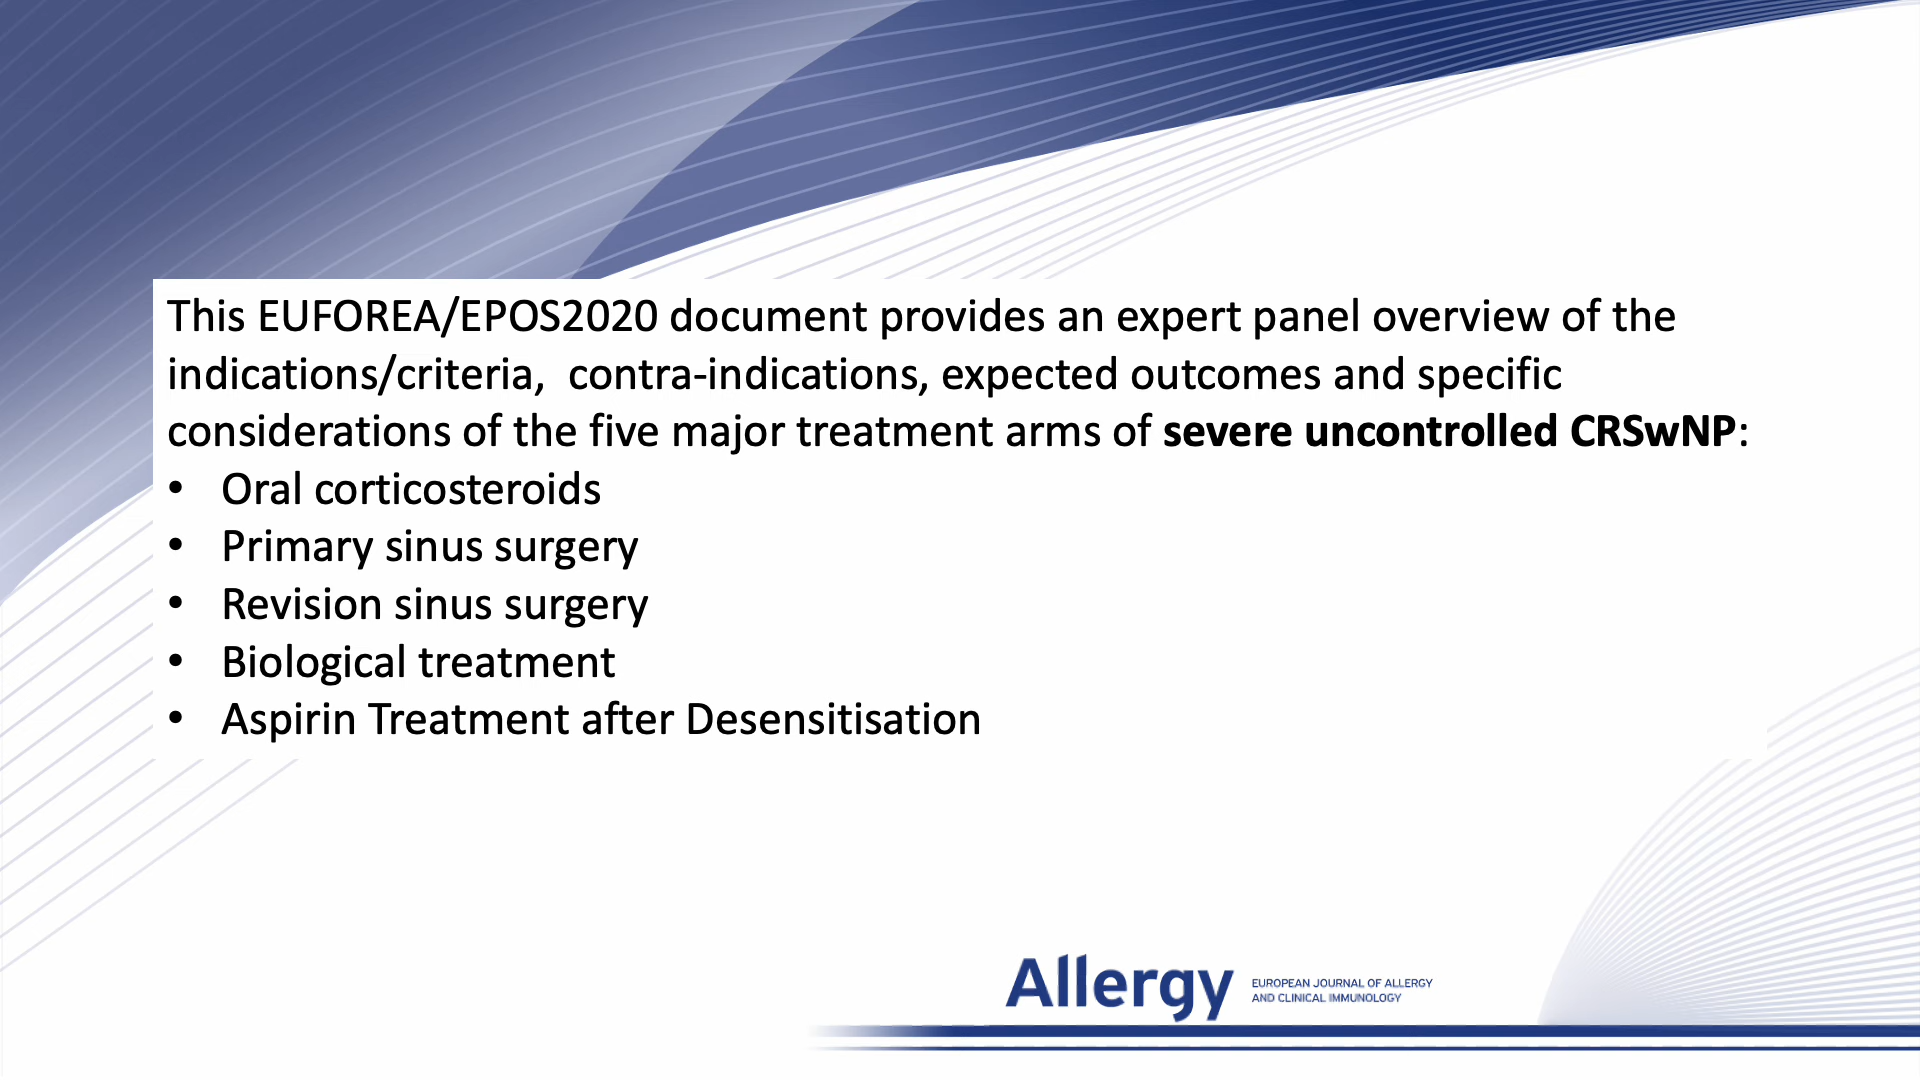 This EUFOREA/EPOS2020 document provides an expert panel overview of the
indications/criteria,  contra-indications, expected outcomes and specific
considerations of the five major treatment arms of severe uncontrolled CRSwNP:
• Oral corticosteroids
• Primary sinus surgery
• Revision sinus surgery
• Biological treatment
• Aspirin Treatment after Desensitisation
Allergy
EUROPEAN JOURNAL OF ALLERGY
AND CLINICAL IMMUNOLOGY